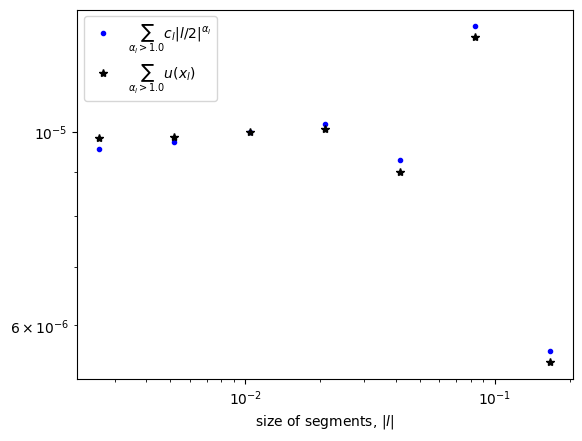 ∑_{α_l>1.0} c_l|l/2|^{α_l}
∑_{α_l>1.0} u(x_l)
10^{-5}
6 × 10^{-6}
10^{-2} 10^{-1}
size of segments, |l|